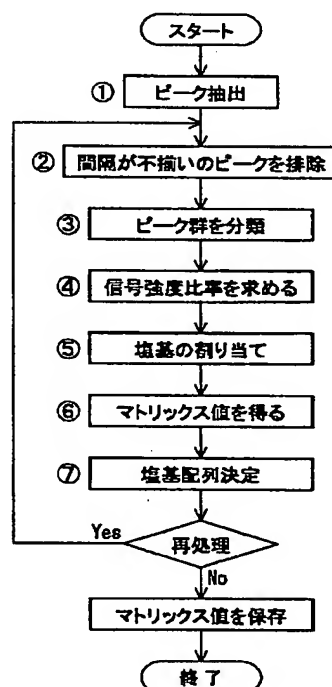 スタート
① ピーク抽出
② 間隔が不揃いのピークを排除
③ ピーク群を分類
④ 信号強度比率を求める
⑤ 塩基の割り当て
⑥ マトリックス値を得る
⑦ 塩基配列決定
Yes 再処理
No
マトリックス値を保存
終了